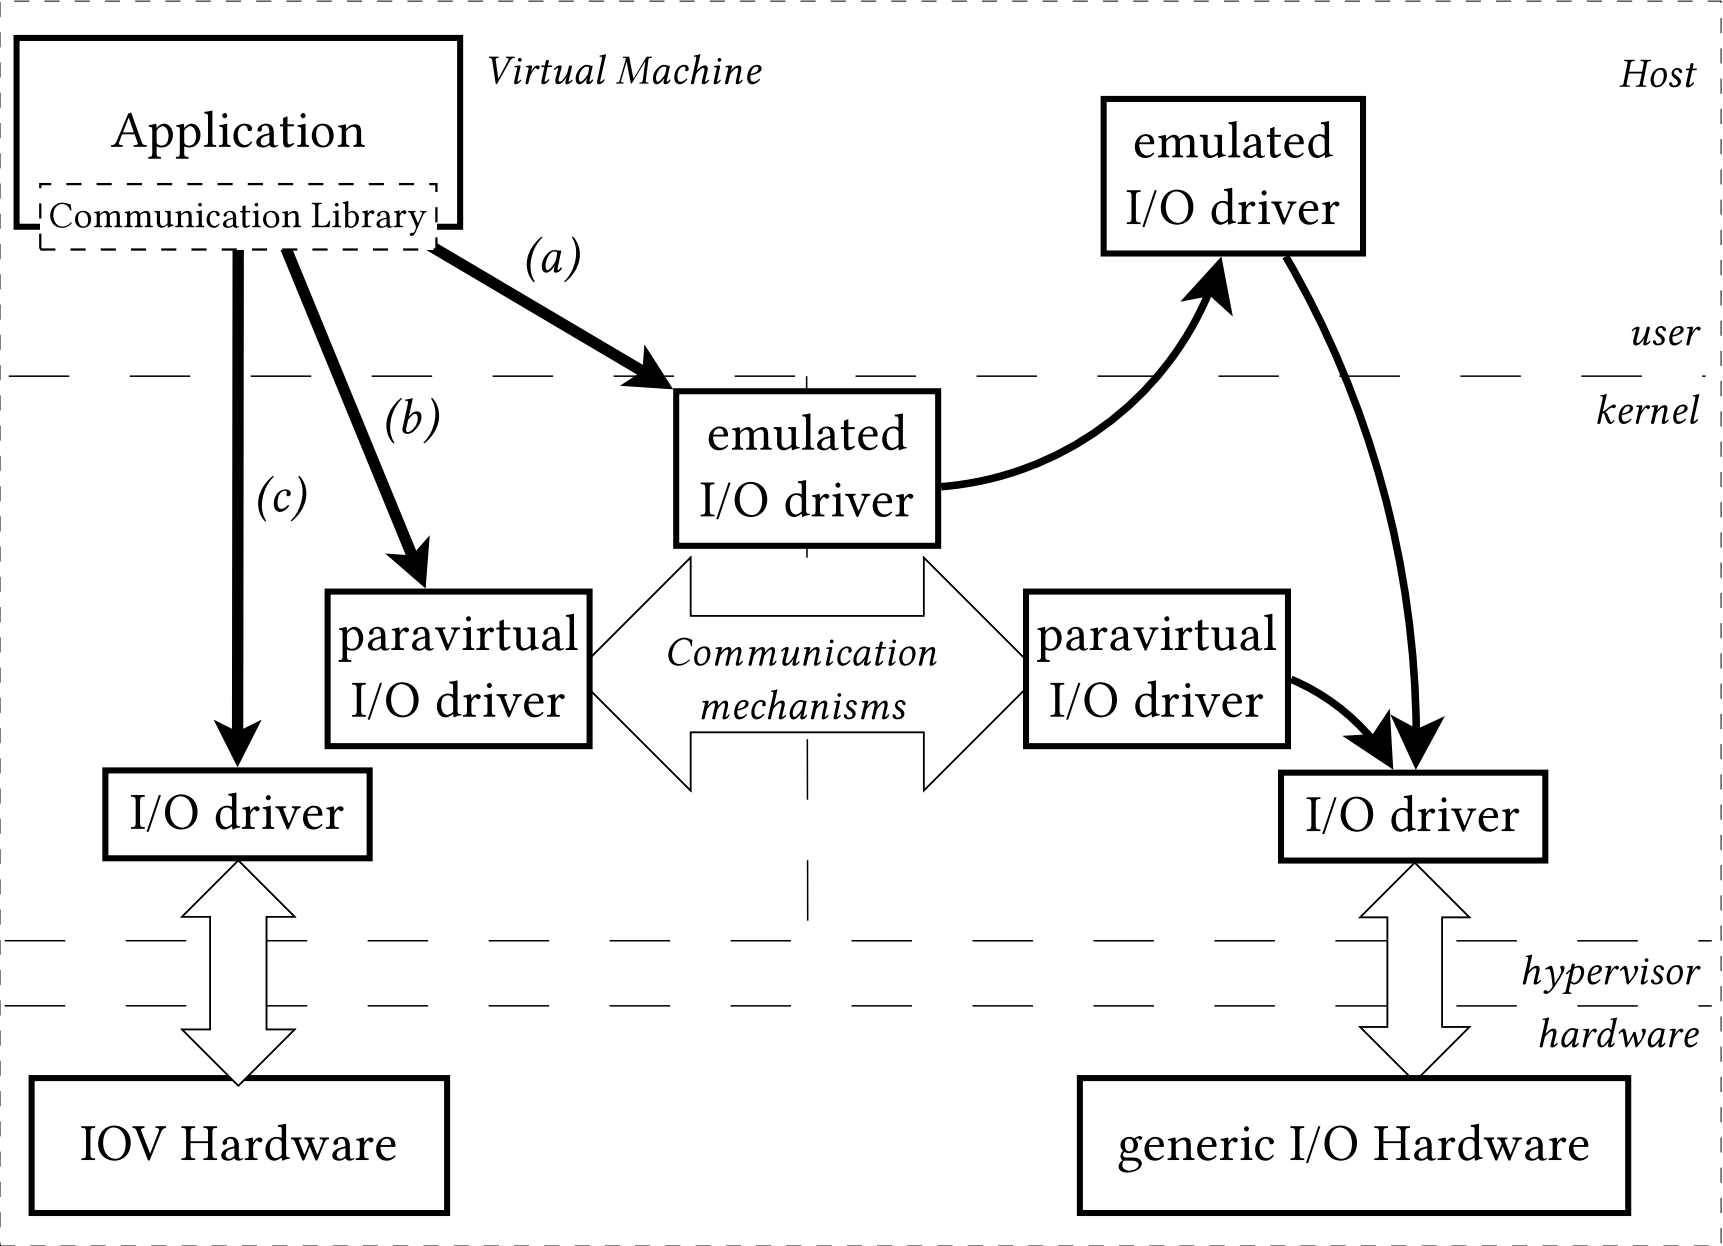 Virtual Machine
Host
Application
Communication Library
emulated
I/O driver
(a)
user
kernel
(b)
emulated
I/O driver
(c)
paravirtual
I/O driver
Communication
mechanisms
paravirtual
I/O driver
I/O driver
I/O driver
hypervisor
hardware
IOV Hardware
generic I/O Hardware